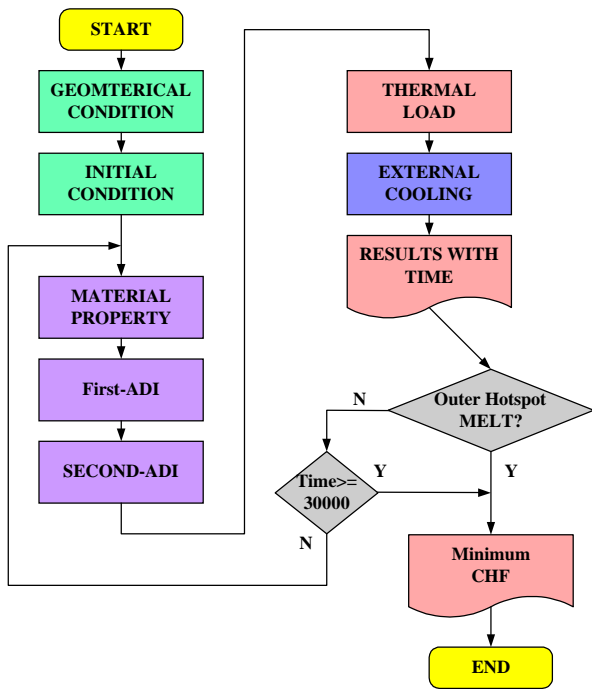 START
GEOMTERICAL
CONDITION
INITIAL
CONDITION
MATERIAL
PROPERTY
First-ADI
SECOND-ADI
THERMAL
LOAD
EXTERNAL
COOLING
RESULTS WITH
TIME
Outer Hotspot
MELT?
N
Y
Time>=
30000
Y
N
Minimum
CHF
END